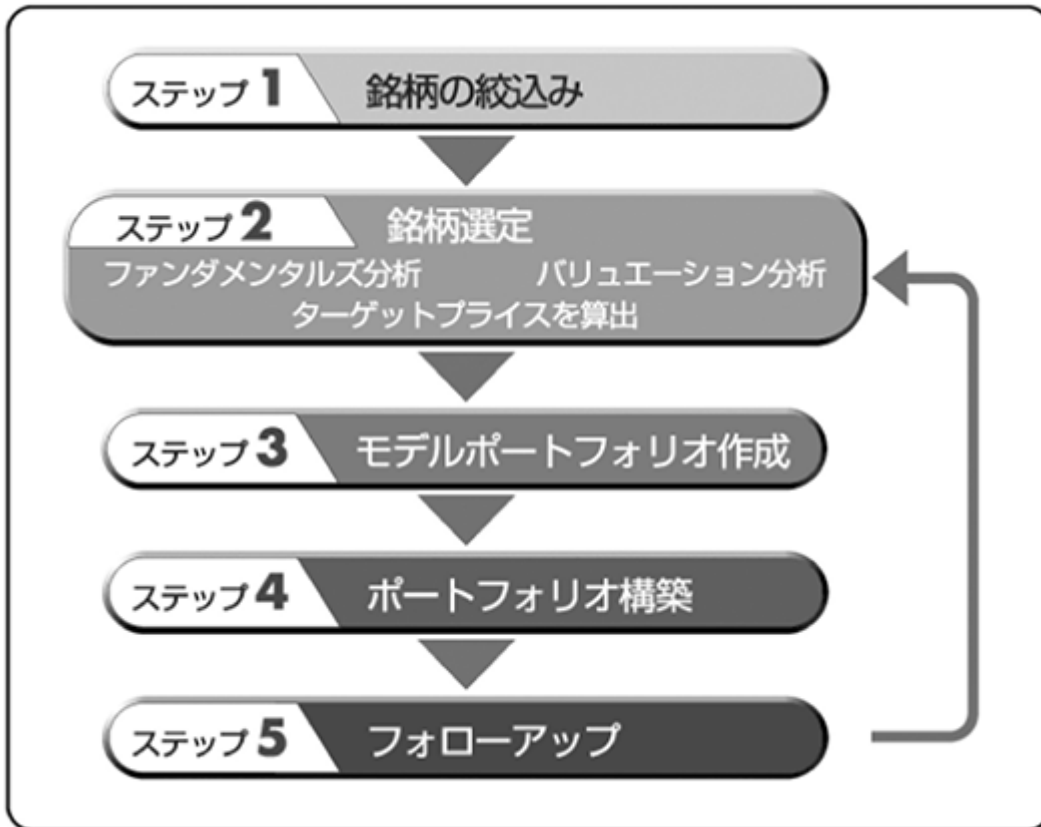 ステップ 1 銘柄の絞込み
ステップ 2 銘柄選定
ファンダメンタルズ分析 バリュエーション分析
ターゲットプライスを算出
ステップ 3 モデルポートフォリオ作成
ステップ 4 ポートフォリオ構築
ステップ 5 フォローアップ